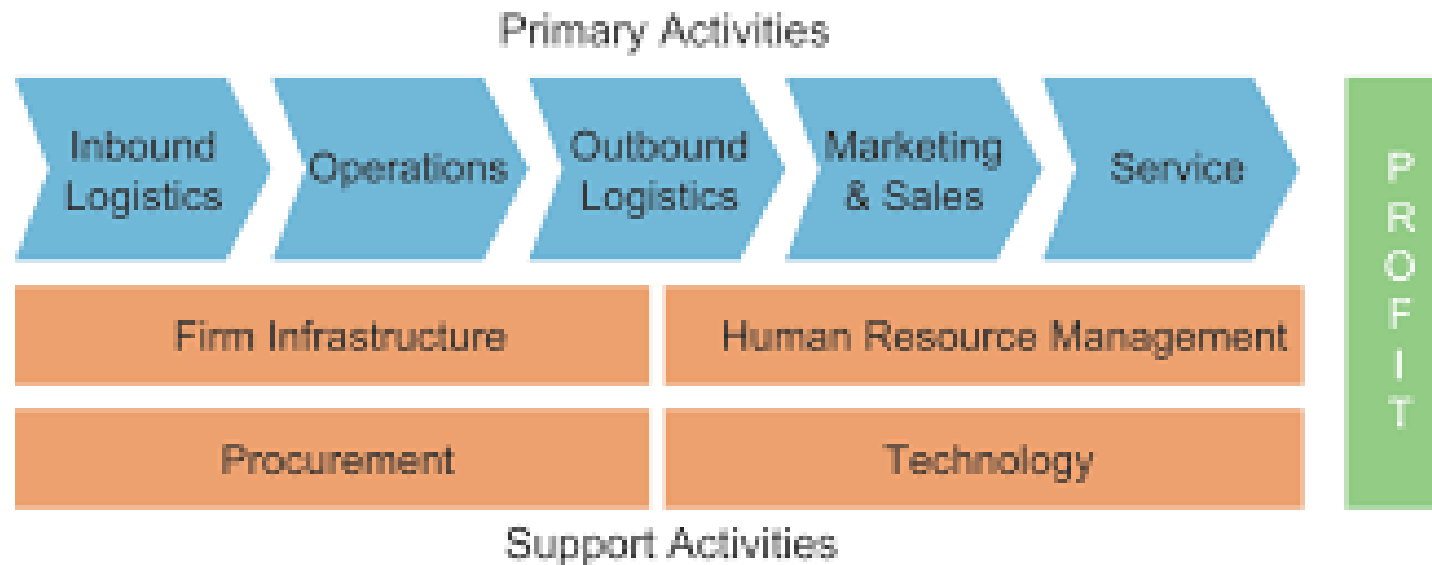 Primary Activities
Inbound
Logistics
Operations
Outbound
Logistics
Marketing
& Sales
Service
Firm Infrastructure
Human Resource Management
Procurement
Technology
PROFIT
Support Activities